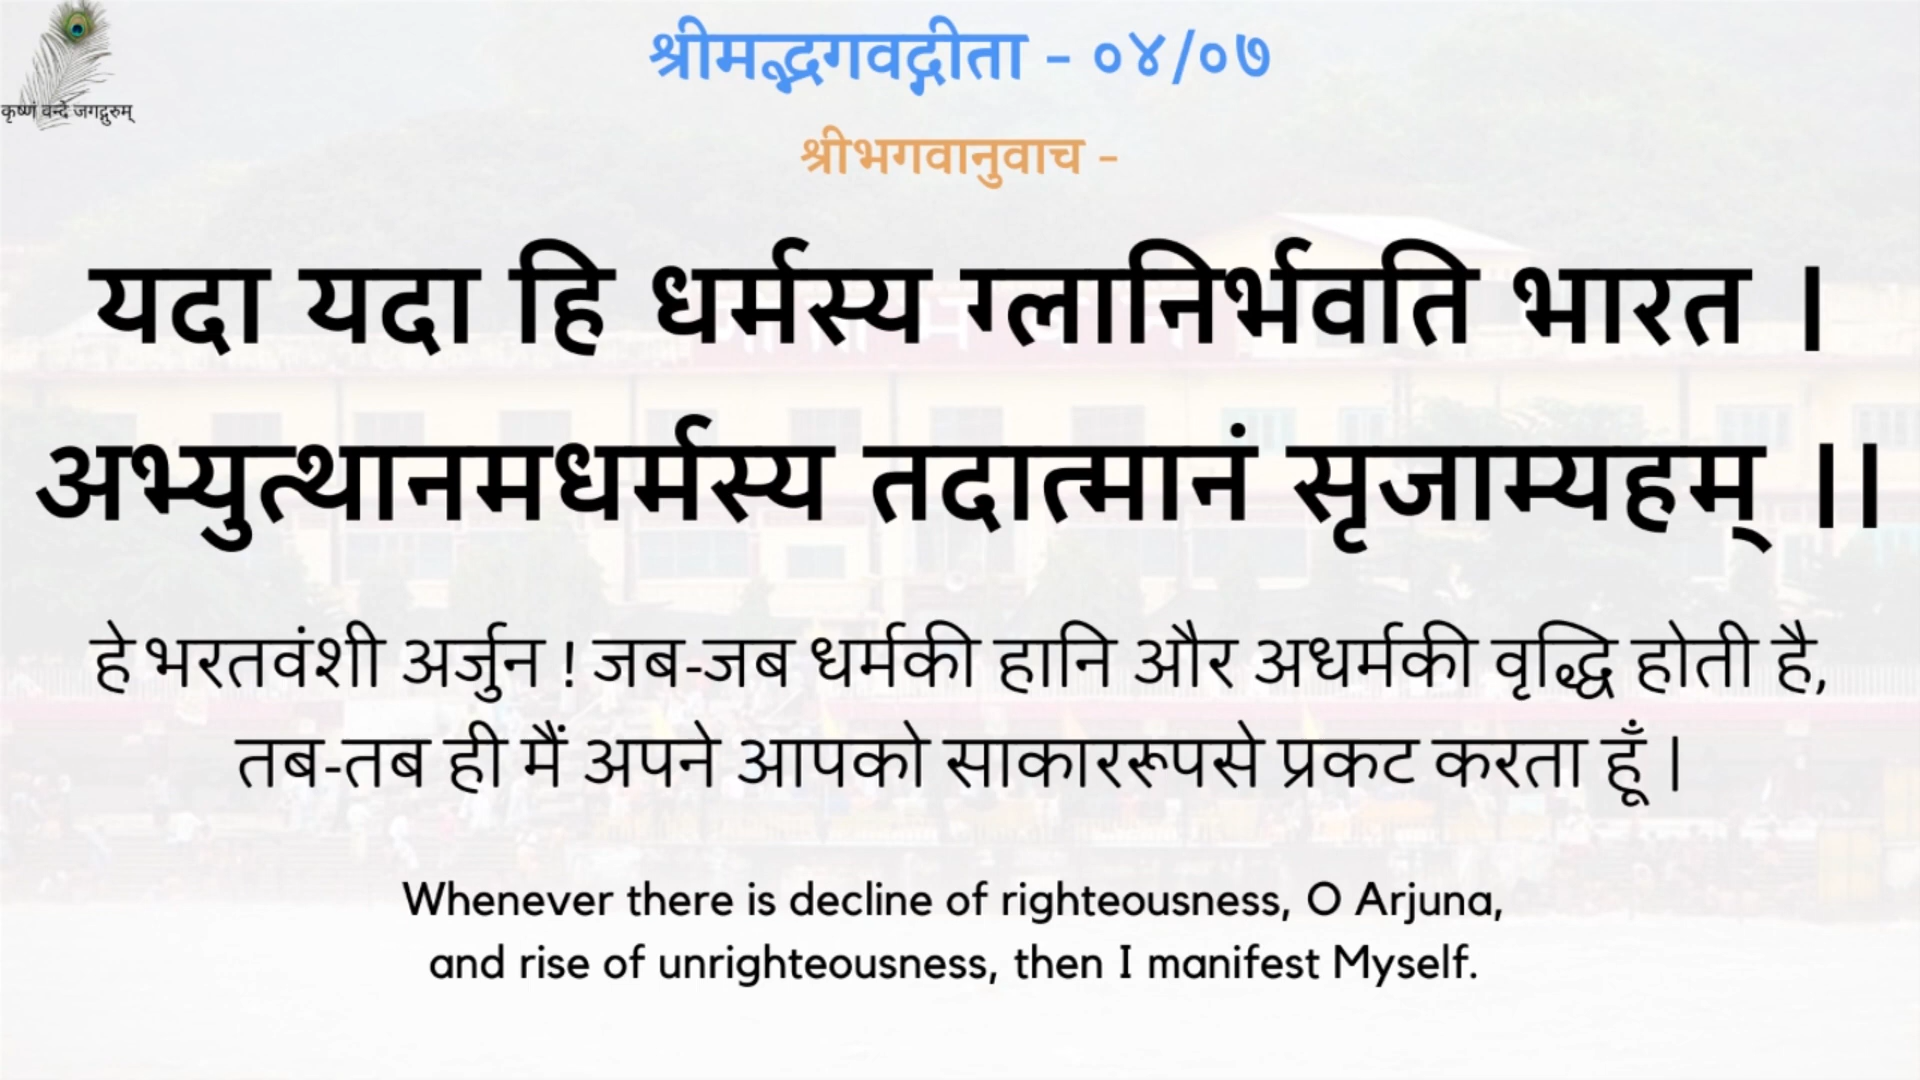 श्रीमद्भगवद्गीता - ०४/०७
कृष्णं वन्दे जगद्गुरुम्
श्रीभगवानुवाच -
यदा यदा हि धर्मस्य ग्लानिर्भवति भारत ।
अभ्युत्थानमधर्मस्य तदात्मानं सृजाम्यहम् ।।
हे भरतवंशी अर्जुन ! जब-जब धर्मकी हानि और अधर्मकी वृद्धि होती है,
तब-तब ही मैं अपने आपको साकाररूपसे प्रकट करता हूँ ।
Whenever there is decline of righteousness, O Arjuna,
and rise of unrighteousness, then I manifest Myself.